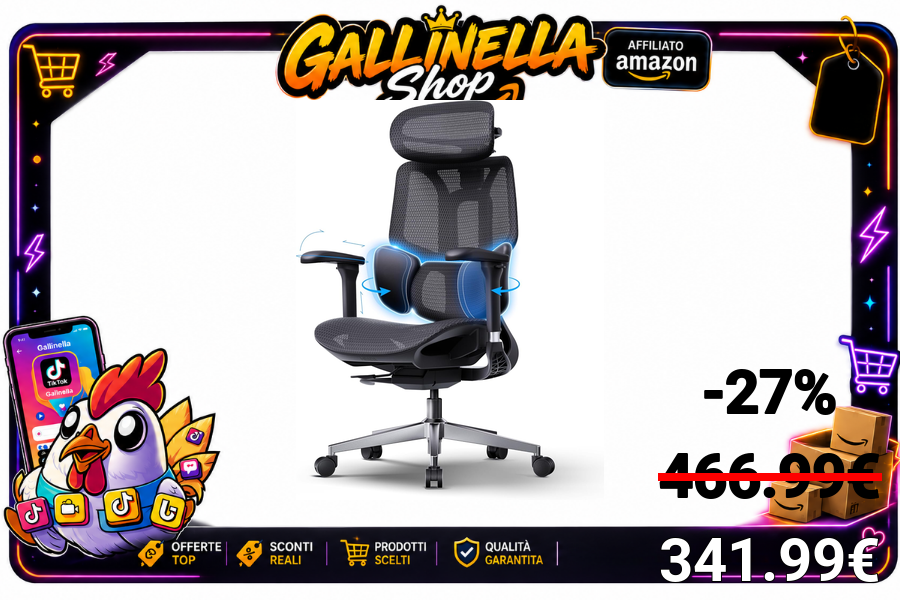 GALLINELLA
Shop
AFFILIATO
amazon
Gallinella
TikTok
Gallinella
-27%
466.99€
341.99€
OFFERTE
TOP
SCONTI
REALI
PRODOTTI
SCELTI
QUALITÀ
GARANTITA